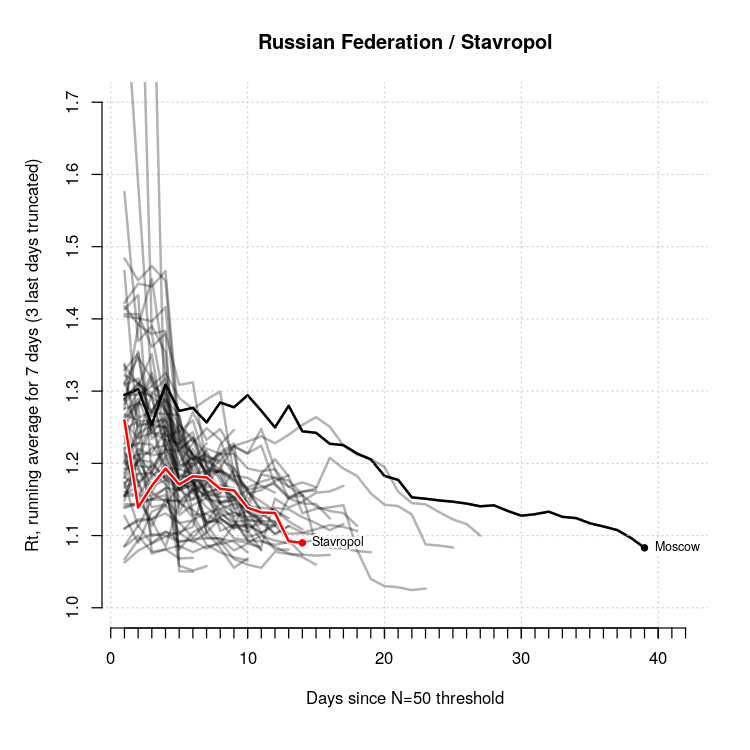 Russian Federation / Stavropol
Rt, running average for 7 days (3 last days truncated)
1.7
1.6
1.5
1.4
1.3
1.2
1.1
1.0
Stavropol
Moscow
0 10 20 30 40
Days since N=50 threshold